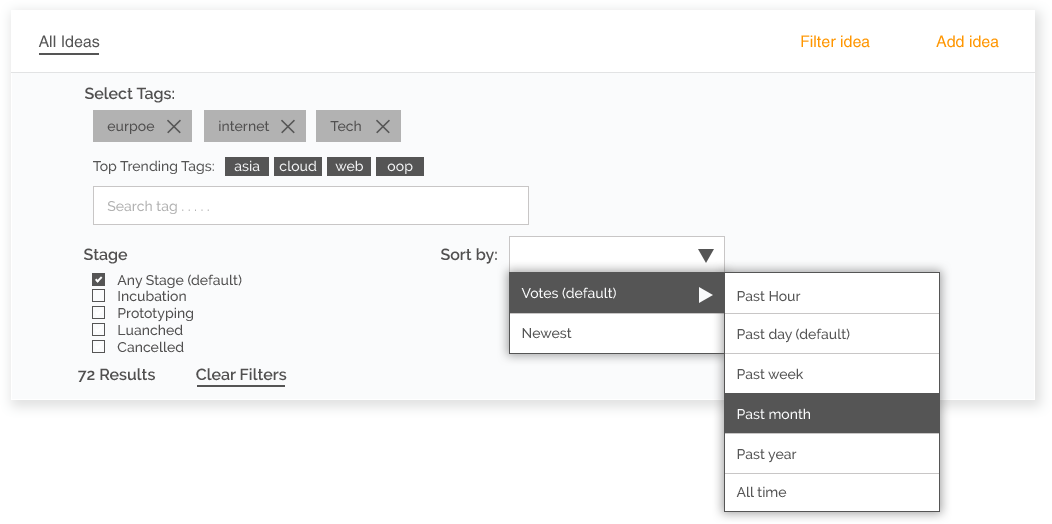 All Ideas
Filter idea
Add idea
Select Tags:
eurpoe
internet
Tech
Top Trending Tags: asia cloud web oop
Search tag . . . . .
Stage
Any Stage (default)
Incubation
Prototyping
Luanched
Cancelled
72 Results
Clear Filters
Sort by:
Votes (default)
Newest
Past Hour
Past day (default)
Past week
Past month
Past year
All time